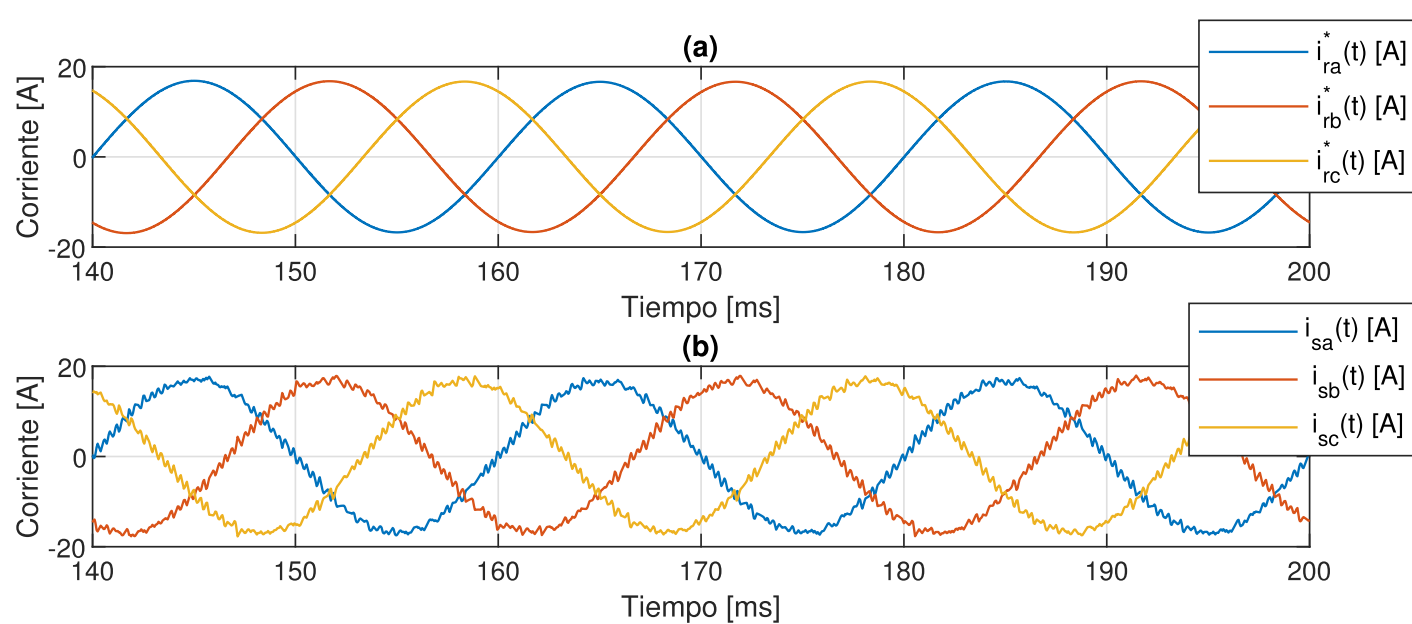 (a)
i*ra(t) [A]
i*rb(t) [A]
i*rc(t) [A]
Corriente [A]
20
0
-20
140 150 160 170 180 190 200
Tiempo [ms]
(b)
isa(t) [A]
isb(t) [A]
isc(t) [A]
Corriente [A]
20
0
-20
140 150 160 170 180 190 200
Tiempo [ms]